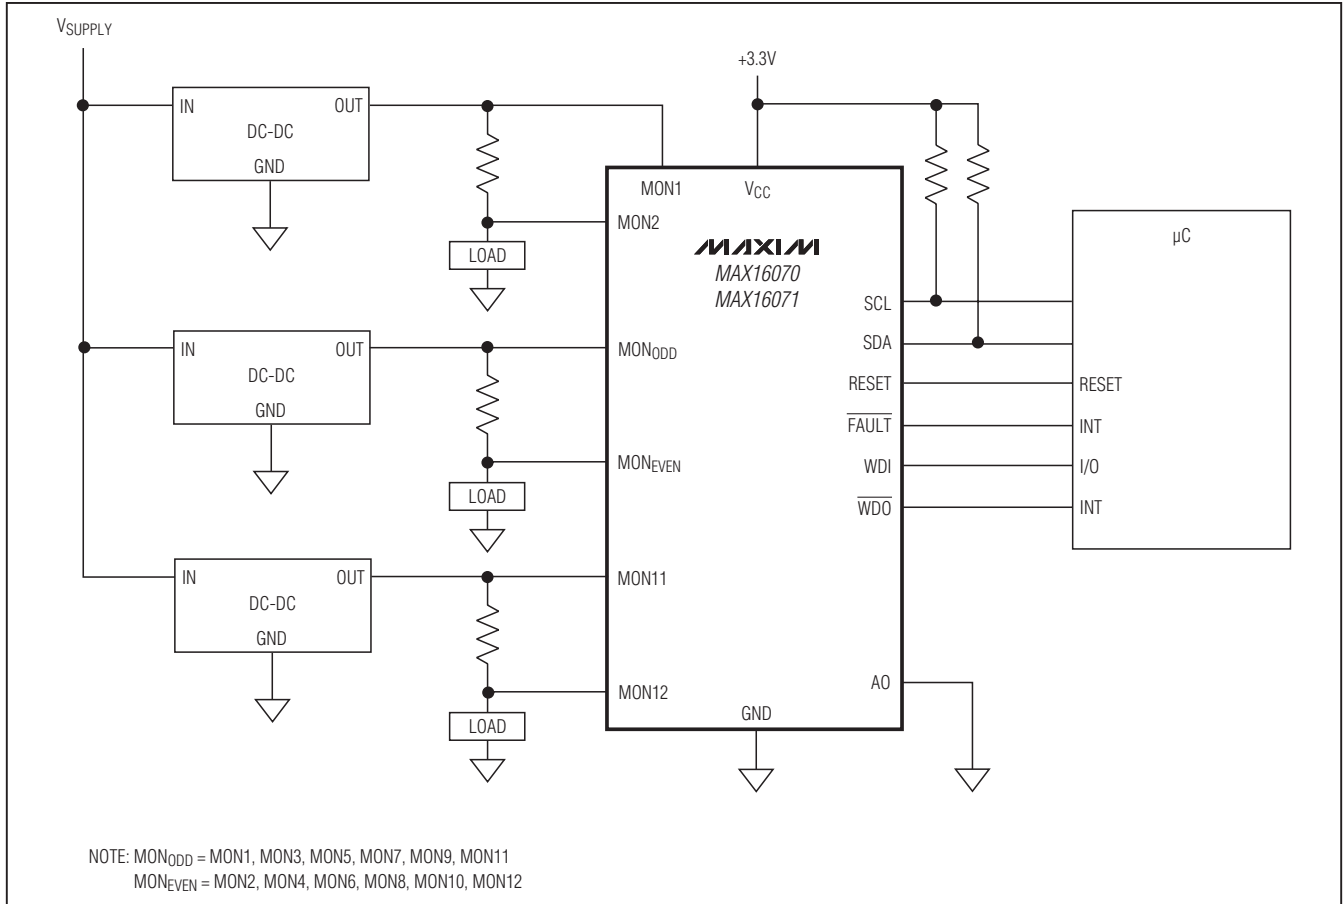 VSUPPLY
+3.3V
IN OUT
DC-DC
GND
MON1 VCC
MON2
LOAD
MAXIM
MAX16070
MAX16071
µC
SCL
IN OUT
DC-DC
GND
MONODD
SDA
RESET RESET
FAULT INT
MONEVEN
WDI I/O
LOAD
WDO INT
IN OUT
DC-DC
GND
MON11
MON12
LOAD
A0
GND
NOTE: MONODD = MON1, MON3, MON5, MON7, MON9, MON11
MONEVEN = MON2, MON4, MON6, MON8, MON10, MON12